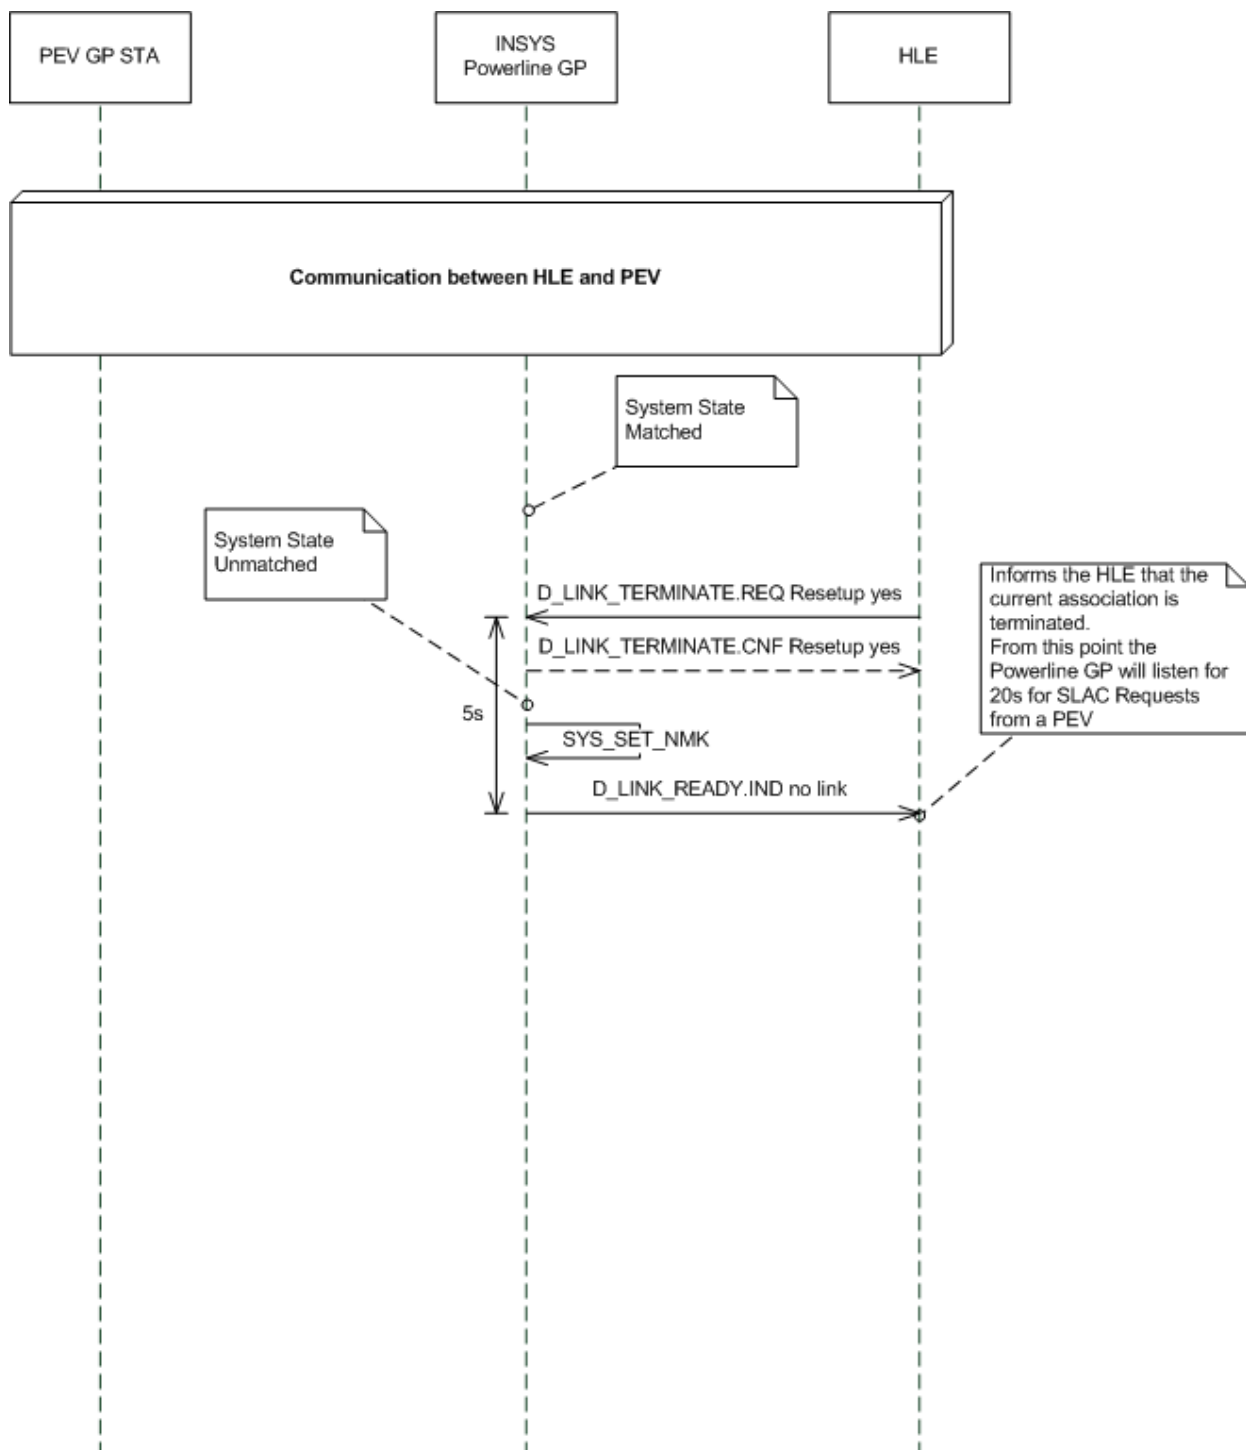 PEV GP STA
INSYS
Powerline GP
HLE
Communication between HLE and PEV
System State
Matched
System State
Unmatched
D_LINK_TERMINATE.REQ Resetup yes
Informs the HLE that the
current association is
terminated.
From this point the
Powerline GP will listen for
20s for SLAC Requests
from a PEV
D_LINK_TERMINATE.CNF Resetup yes
5s
SYS_SET_NMK
D_LINK_READY.IND no link